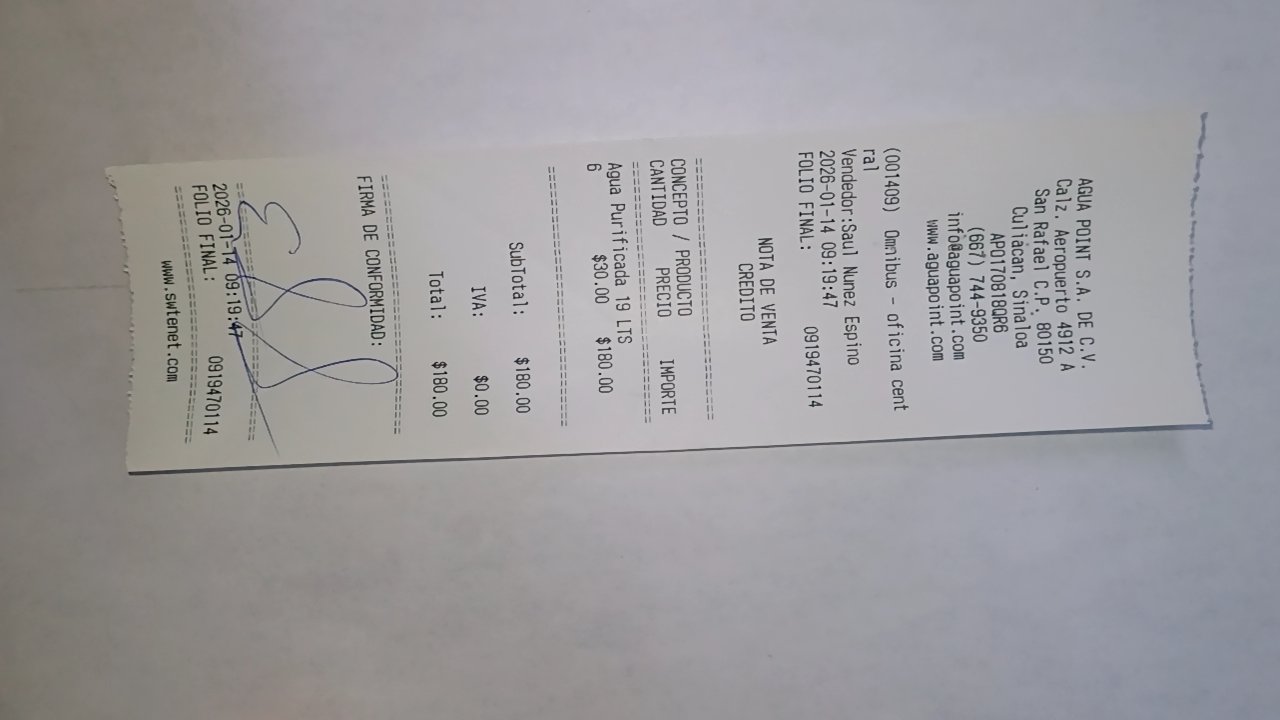 AGUA POINT S.A. DE C.V.
Calz. Aeropuerto 4912 A
San Rafael C.P. 80150
Culiacan, Sinaloa
APO170818QR6
(667) 744-9350
info@aguapoint.com
www.aguapoint.com
(001409) Omnibus - oficina cent
ral
Vendedor:Saul Nunez Espino
2026-01-14 09:19:47
FOLIO FINAL: 0919470114
NOTA DE VENTA
CREDITO
================================
CONCEPTO / PRODUCTO
CANTIDAD PRECIO IMPORTE
================================
Agua Purificada 19 LTS
6 $30.00 $180.00
================================
SubTotal: $180.00
IVA: $0.00
Total: $180.00
================================
FIRMA DE CONFORMIDAD:
================================
2026-01-14 09:19:47
FOLIO FINAL: 0919470114
================================
www.swtenet.com